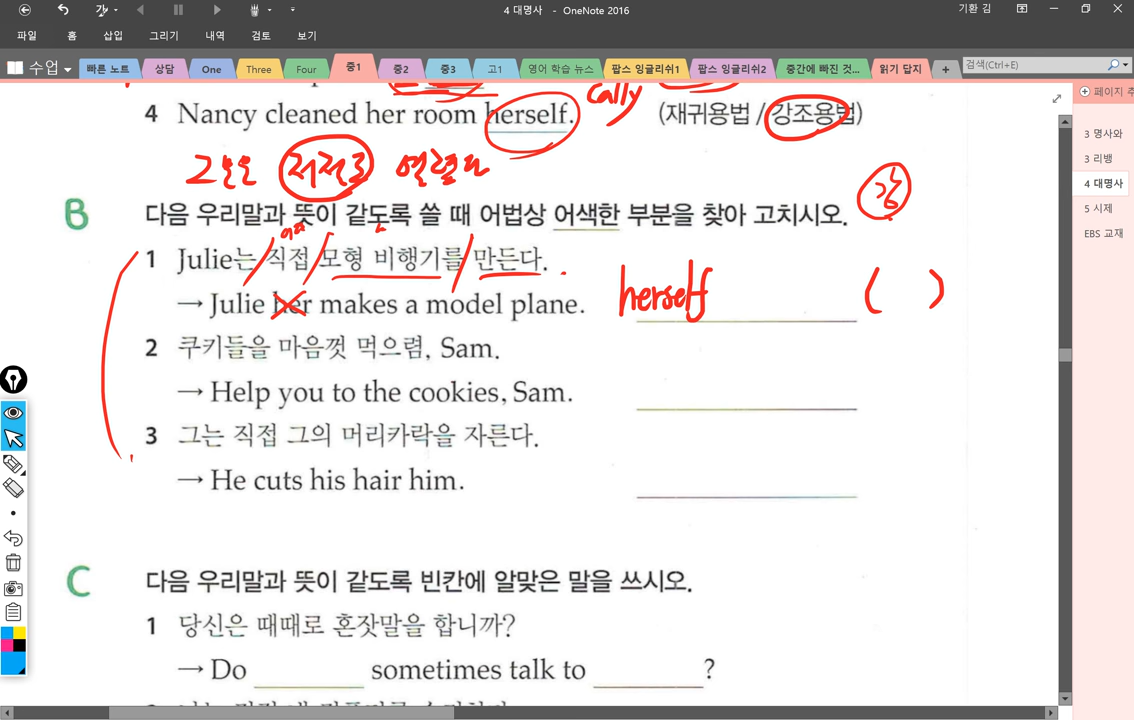 4 대명사 - OneNote 2016
기환 김
파일 홈 삽입 그리기 내역 검토 보기
수업 빠른 노트 상담 One Three Four 중1 중2 중3 고1 영어 학습 뉴스 팝스 잉글리쉬1 팝스 잉글리쉬2 중간에 빠진 것... 읽기 답지 + 검색(Ctrl+E)
페이지 추
3 명사와
3 리뱅
4 대명사
5 시제
EBS 교재
cally
4 Nancy cleaned her room herself. (재귀용법 / 강조용법)
강
B 다음 우리말과 뜻이 같도록 쓸 때 어법상 어색한 부분을 찾아 고치시오.
1 Julie는 직접 모형 비행기를 만든다.
→ Julie her makes a model plane. herself ( )
2 쿠키들을 마음껏 먹으렴, Sam.
→ Help you to the cookies, Sam.
3 그는 직접 그의 머리카락을 자른다.
→ He cuts his hair him.
C 다음 우리말과 뜻이 같도록 빈칸에 알맞은 말을 쓰시오.
1 당신은 때때로 혼잣말을 합니까?
→ Do ________ sometimes talk to ________ ?